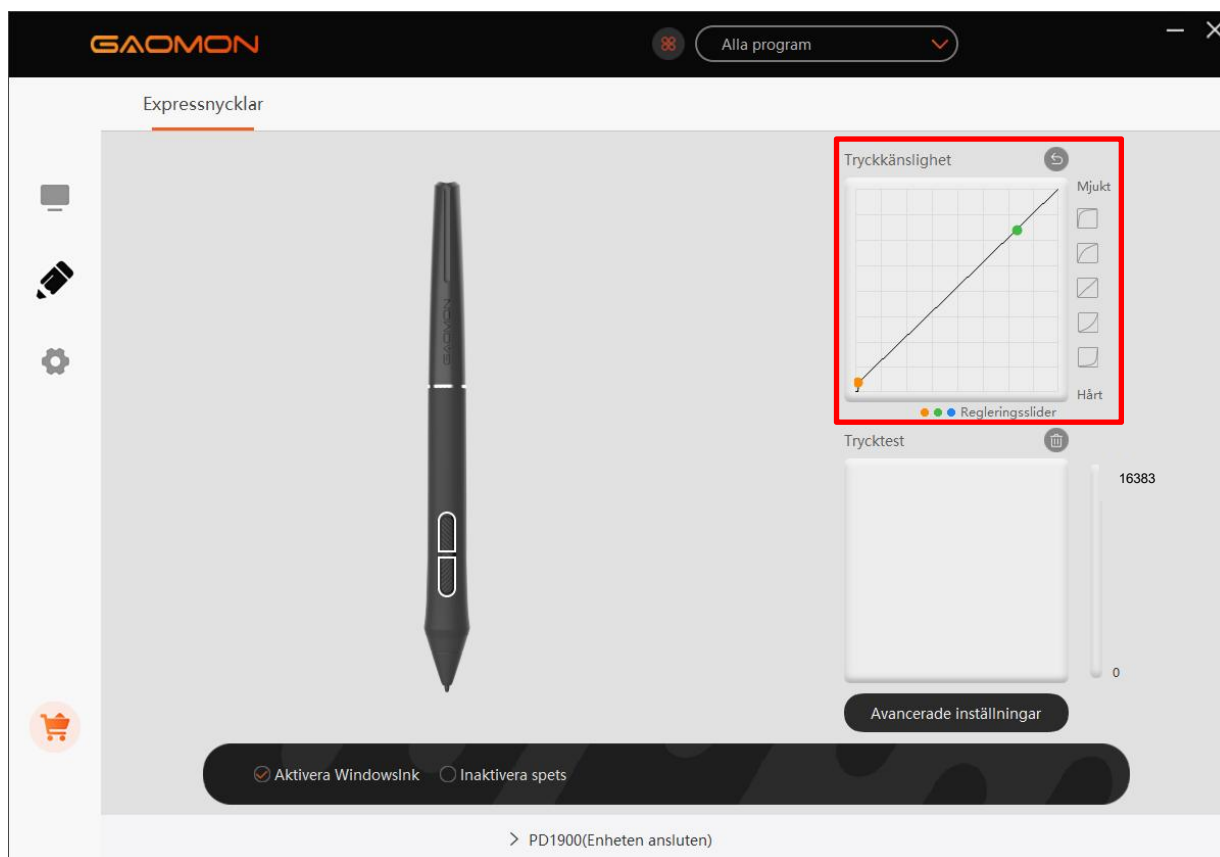 GAOMON
Alla program
Expressnycklar
Tryckkänslighet
Mjukt
GAOMON
Hårt
Regleringsslider
Trycktest
16383
0
Avancerade inställningar
Aktivera WindowsInk
Inaktivera spets
PD1900(Enheten ansluten)